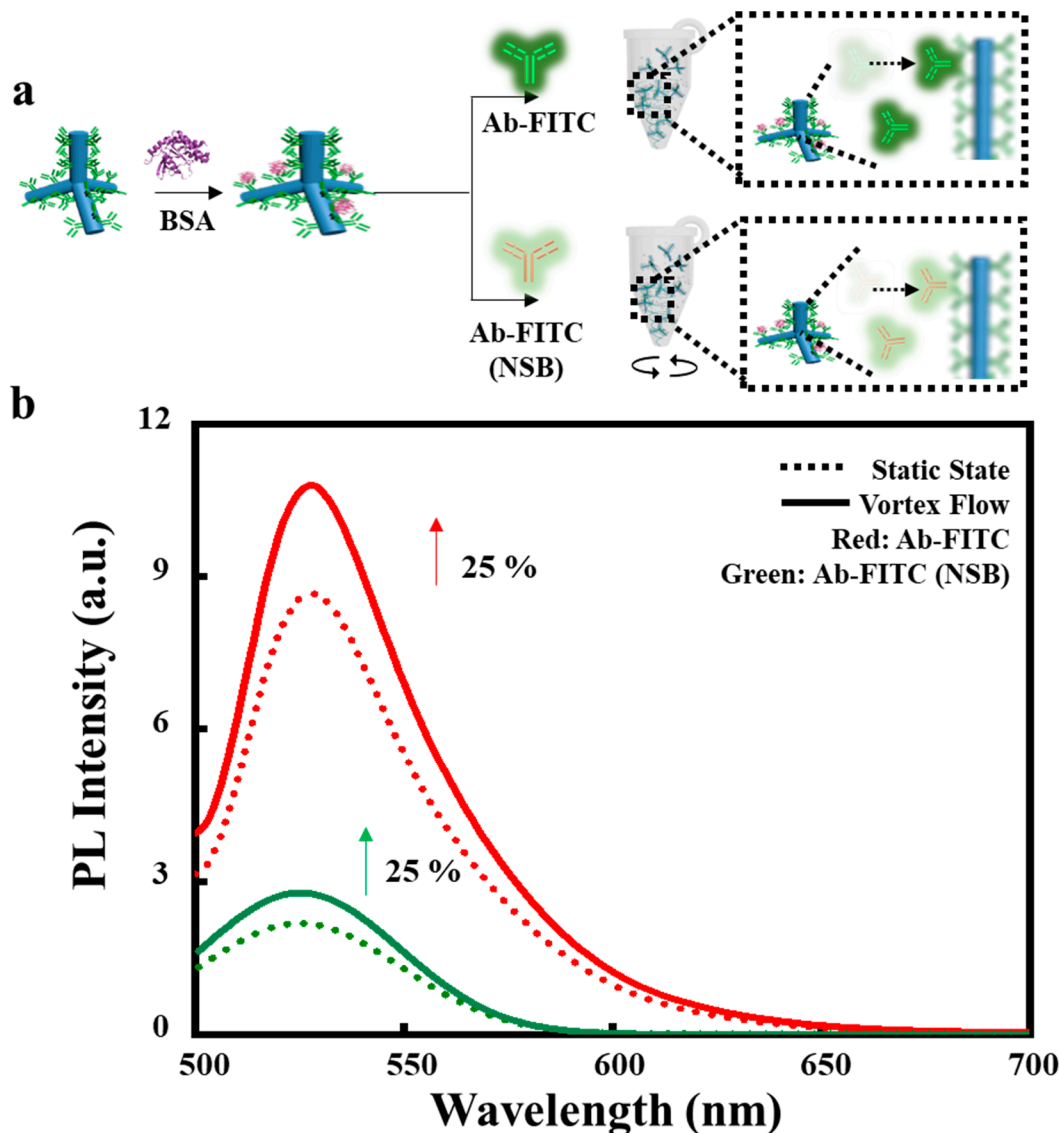 a
BSA
Ab-FITC
Ab-FITC
(NSB)
b
12
9
6
3
0
PL Intensity (a.u.)
Static State
Vortex Flow
Red: Ab-FITC
Green: Ab-FITC (NSB)
25 %
25 %
500
550
600
650
700
Wavelength (nm)